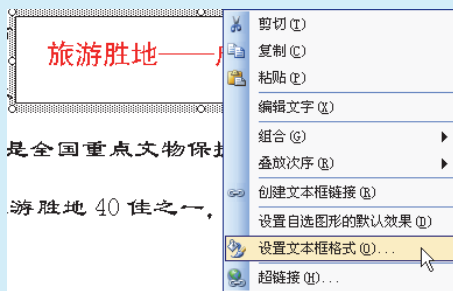 旅游胜地——
是全国重点文物保
游胜地 40 佳之一，
剪切(T)
复制(C)
粘贴(P)
编辑文字(X)
组合(G)
叠放次序(R)
创建文本框链接(R)
设置自选图形的默认效果(D)
设置文本框格式(O)...
超链接(H)...